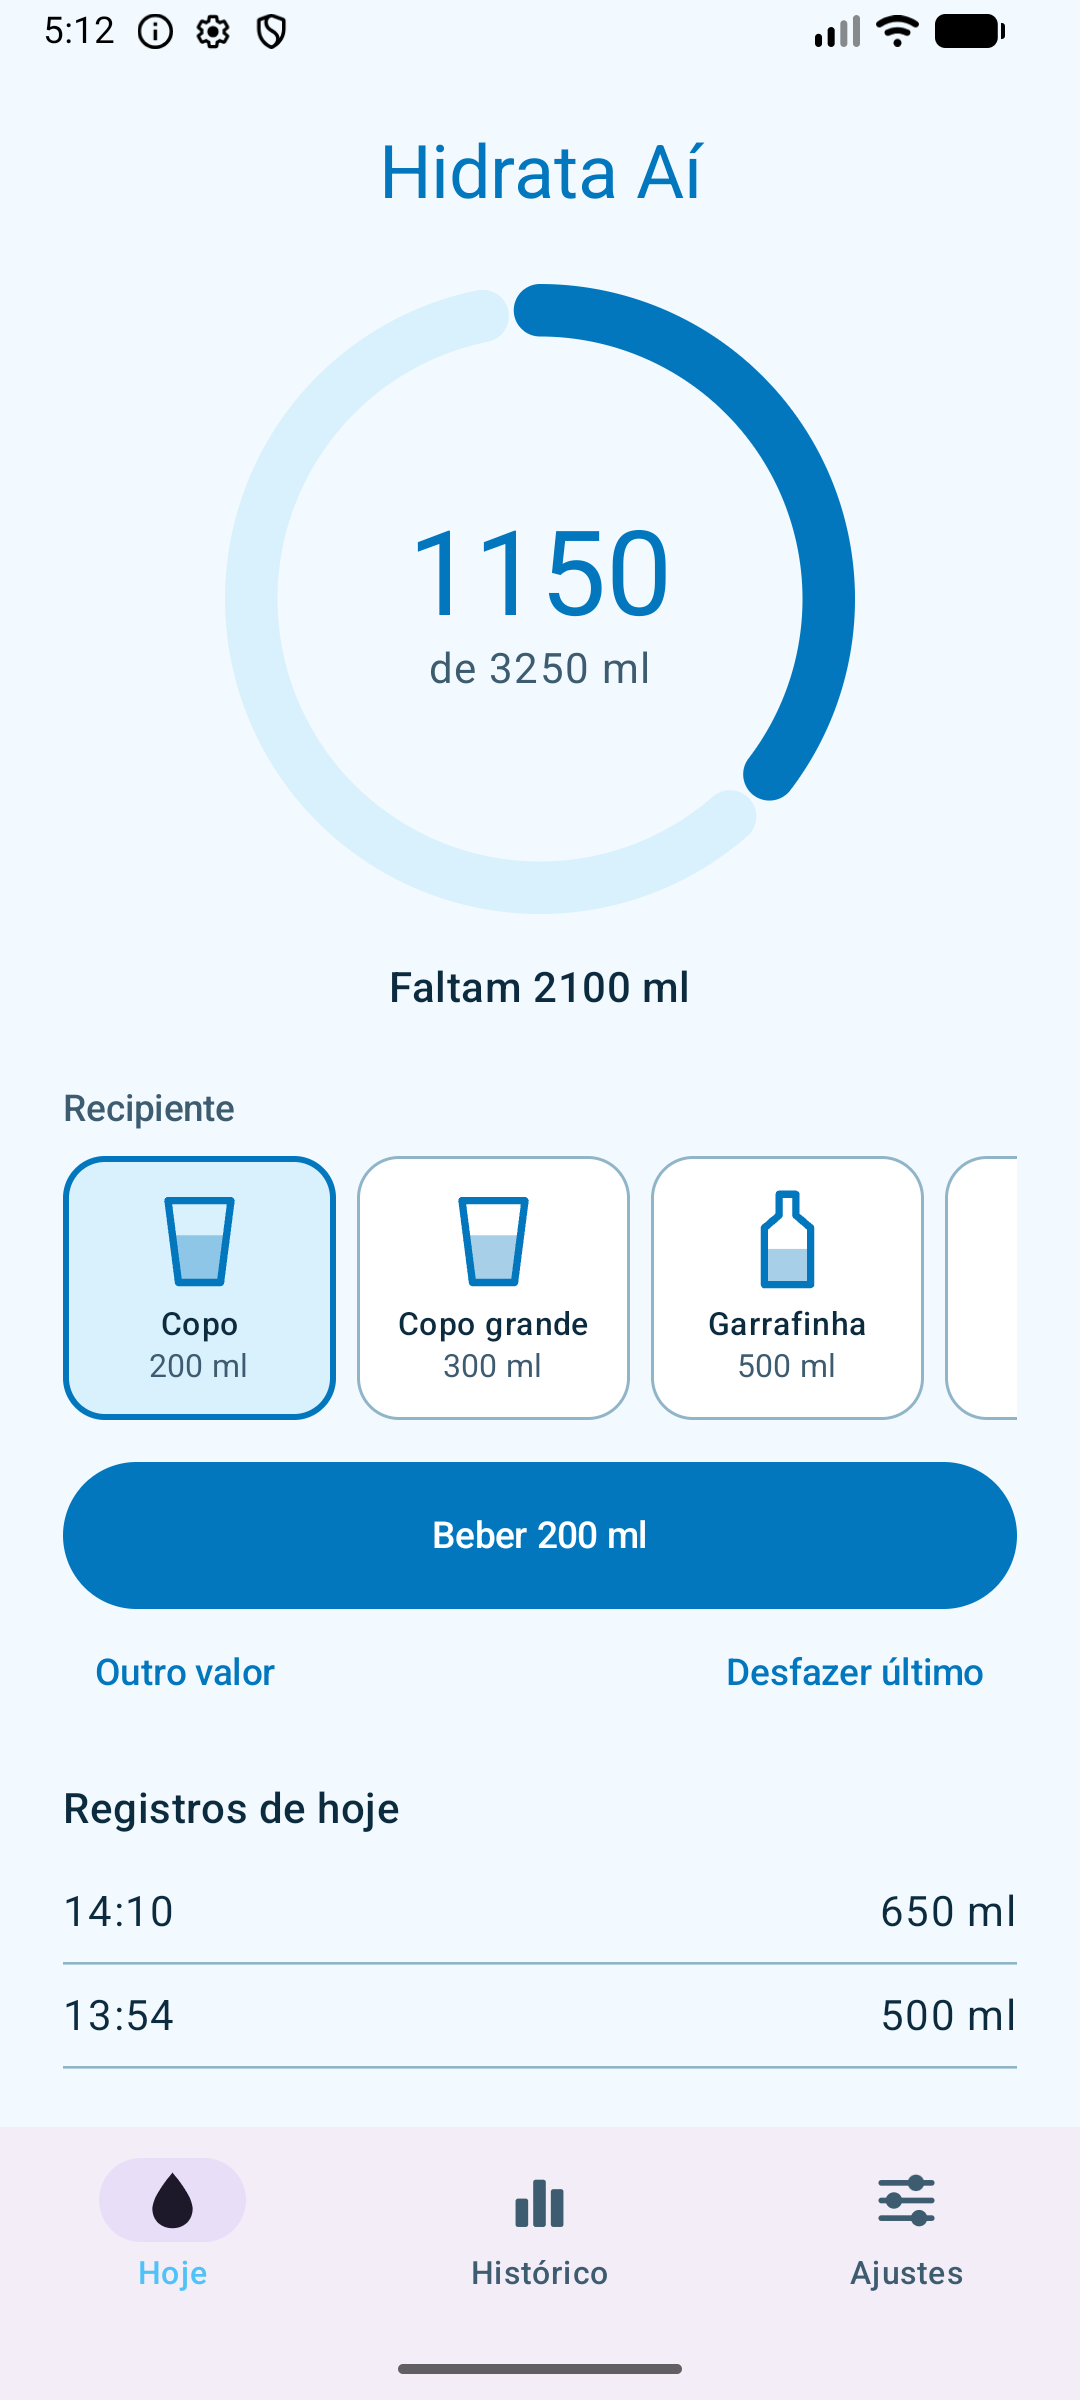 5:12
Hidrata Aí
1150
de 3250 ml
Faltam 2100 ml
Recipiente
Copo
200 ml
Copo grande
300 ml
Garrafinha
500 ml
Beber 200 ml
Outro valor
Desfazer último
Registros de hoje
14:10 650 ml
13:54 500 ml
Hoje
Histórico
Ajustes